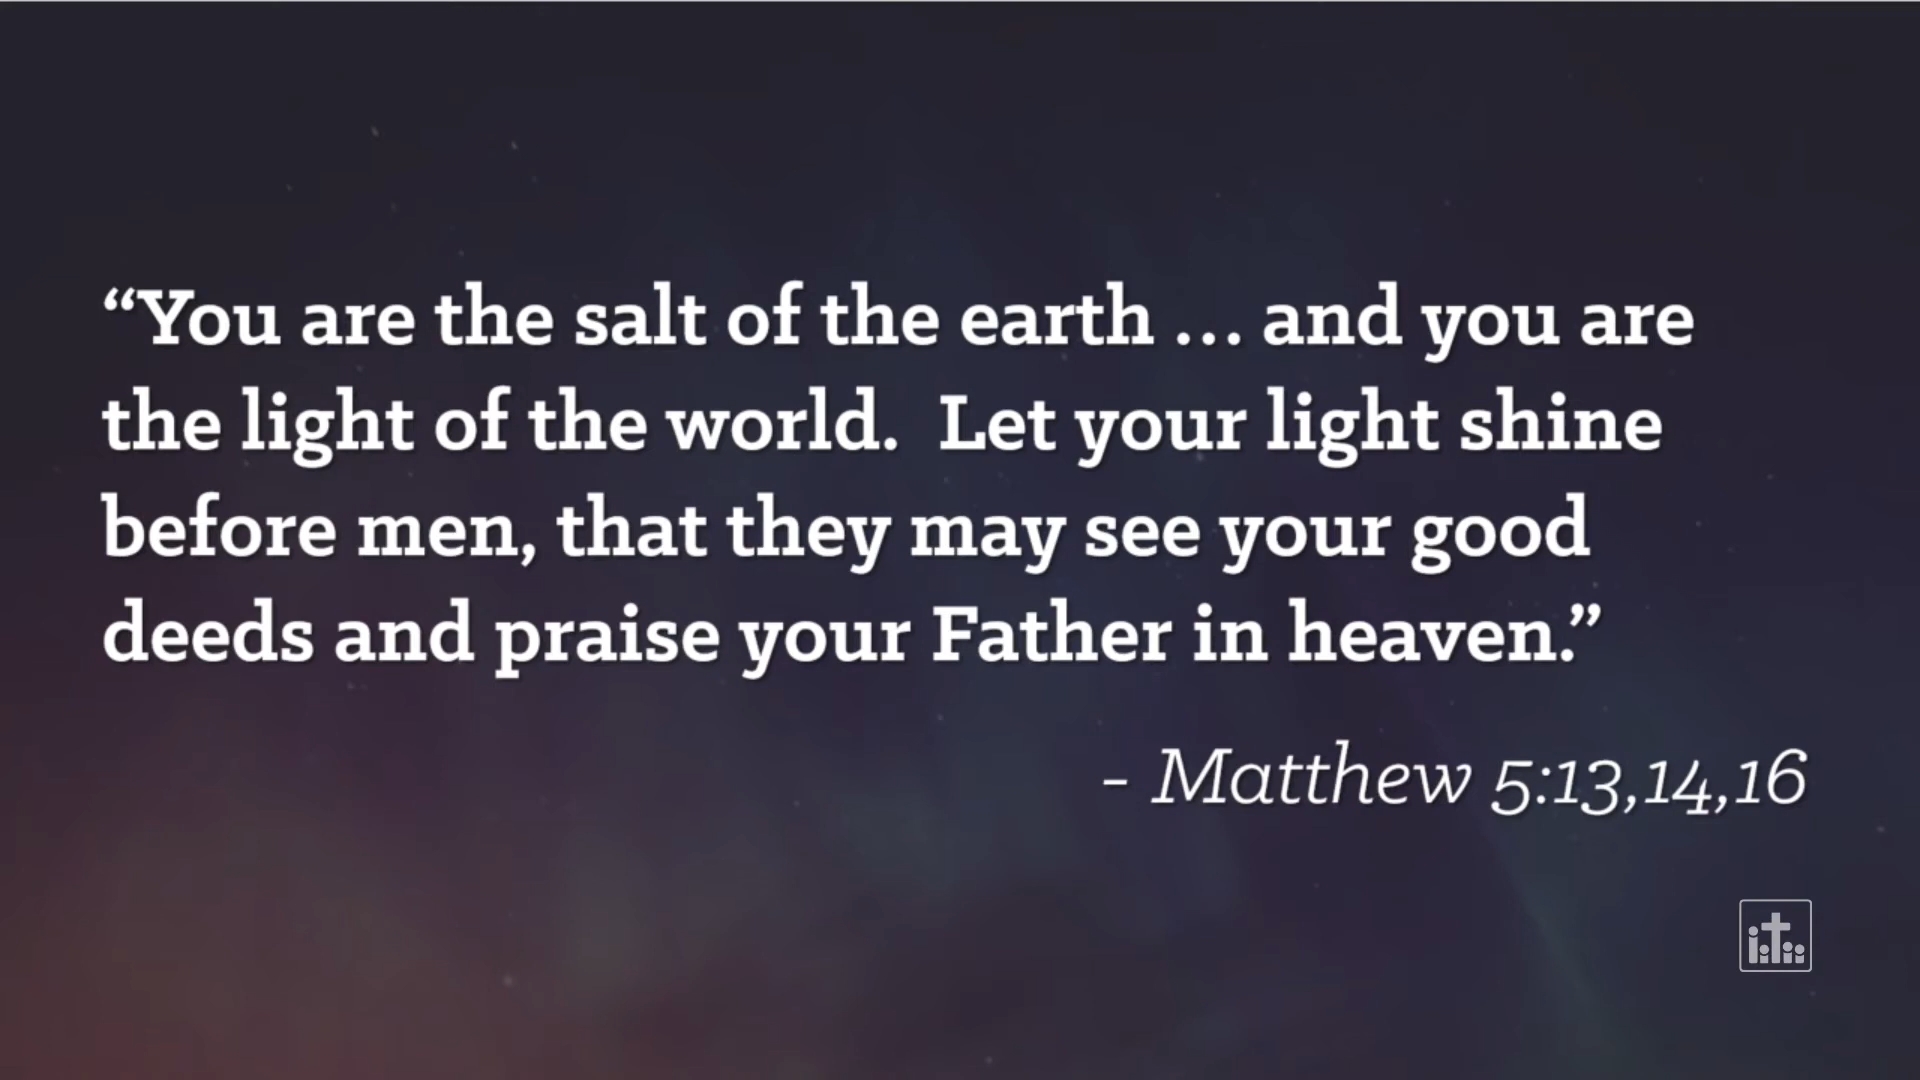 “You are the salt of the earth … and you are
the light of the world.  Let your light shine
before men, that they may see your good
deeds and praise your Father in heaven.”
- Matthew 5:13,14,16